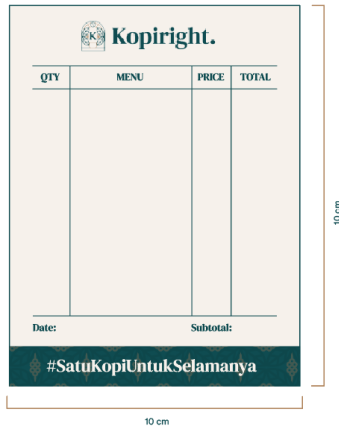 K Kopiright.
QTY MENU PRICE TOTAL
Date: Subtotal:
#SatuKopiUntukSelamanya
10 cm
10 cm